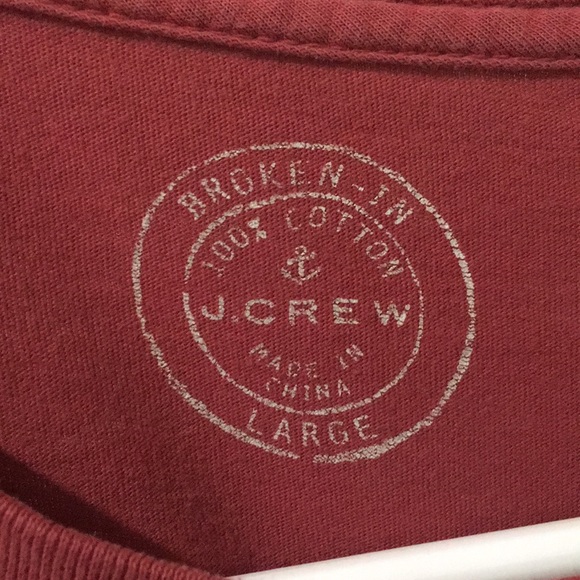 BROKEN-IN
100% COTTON
J.CREW
MADE IN
CHINA
LARGE